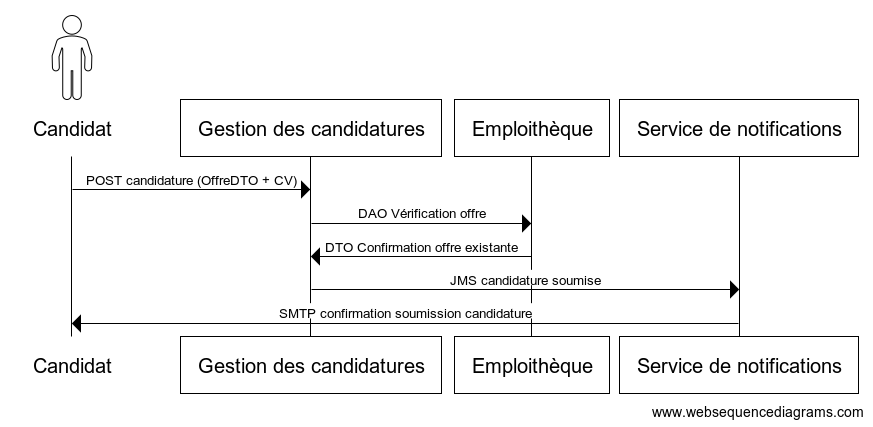 Candidat
Gestion des candidatures
Emploithèque
Service de notifications
POST candidature (OffreDTO + CV)
DAO Vérification offre
DTO Confirmation offre existante
JMS candidature soumise
SMTP confirmation soumission candidature
Candidat
Gestion des candidatures
Emploithèque
Service de notifications
www.websequencediagrams.com